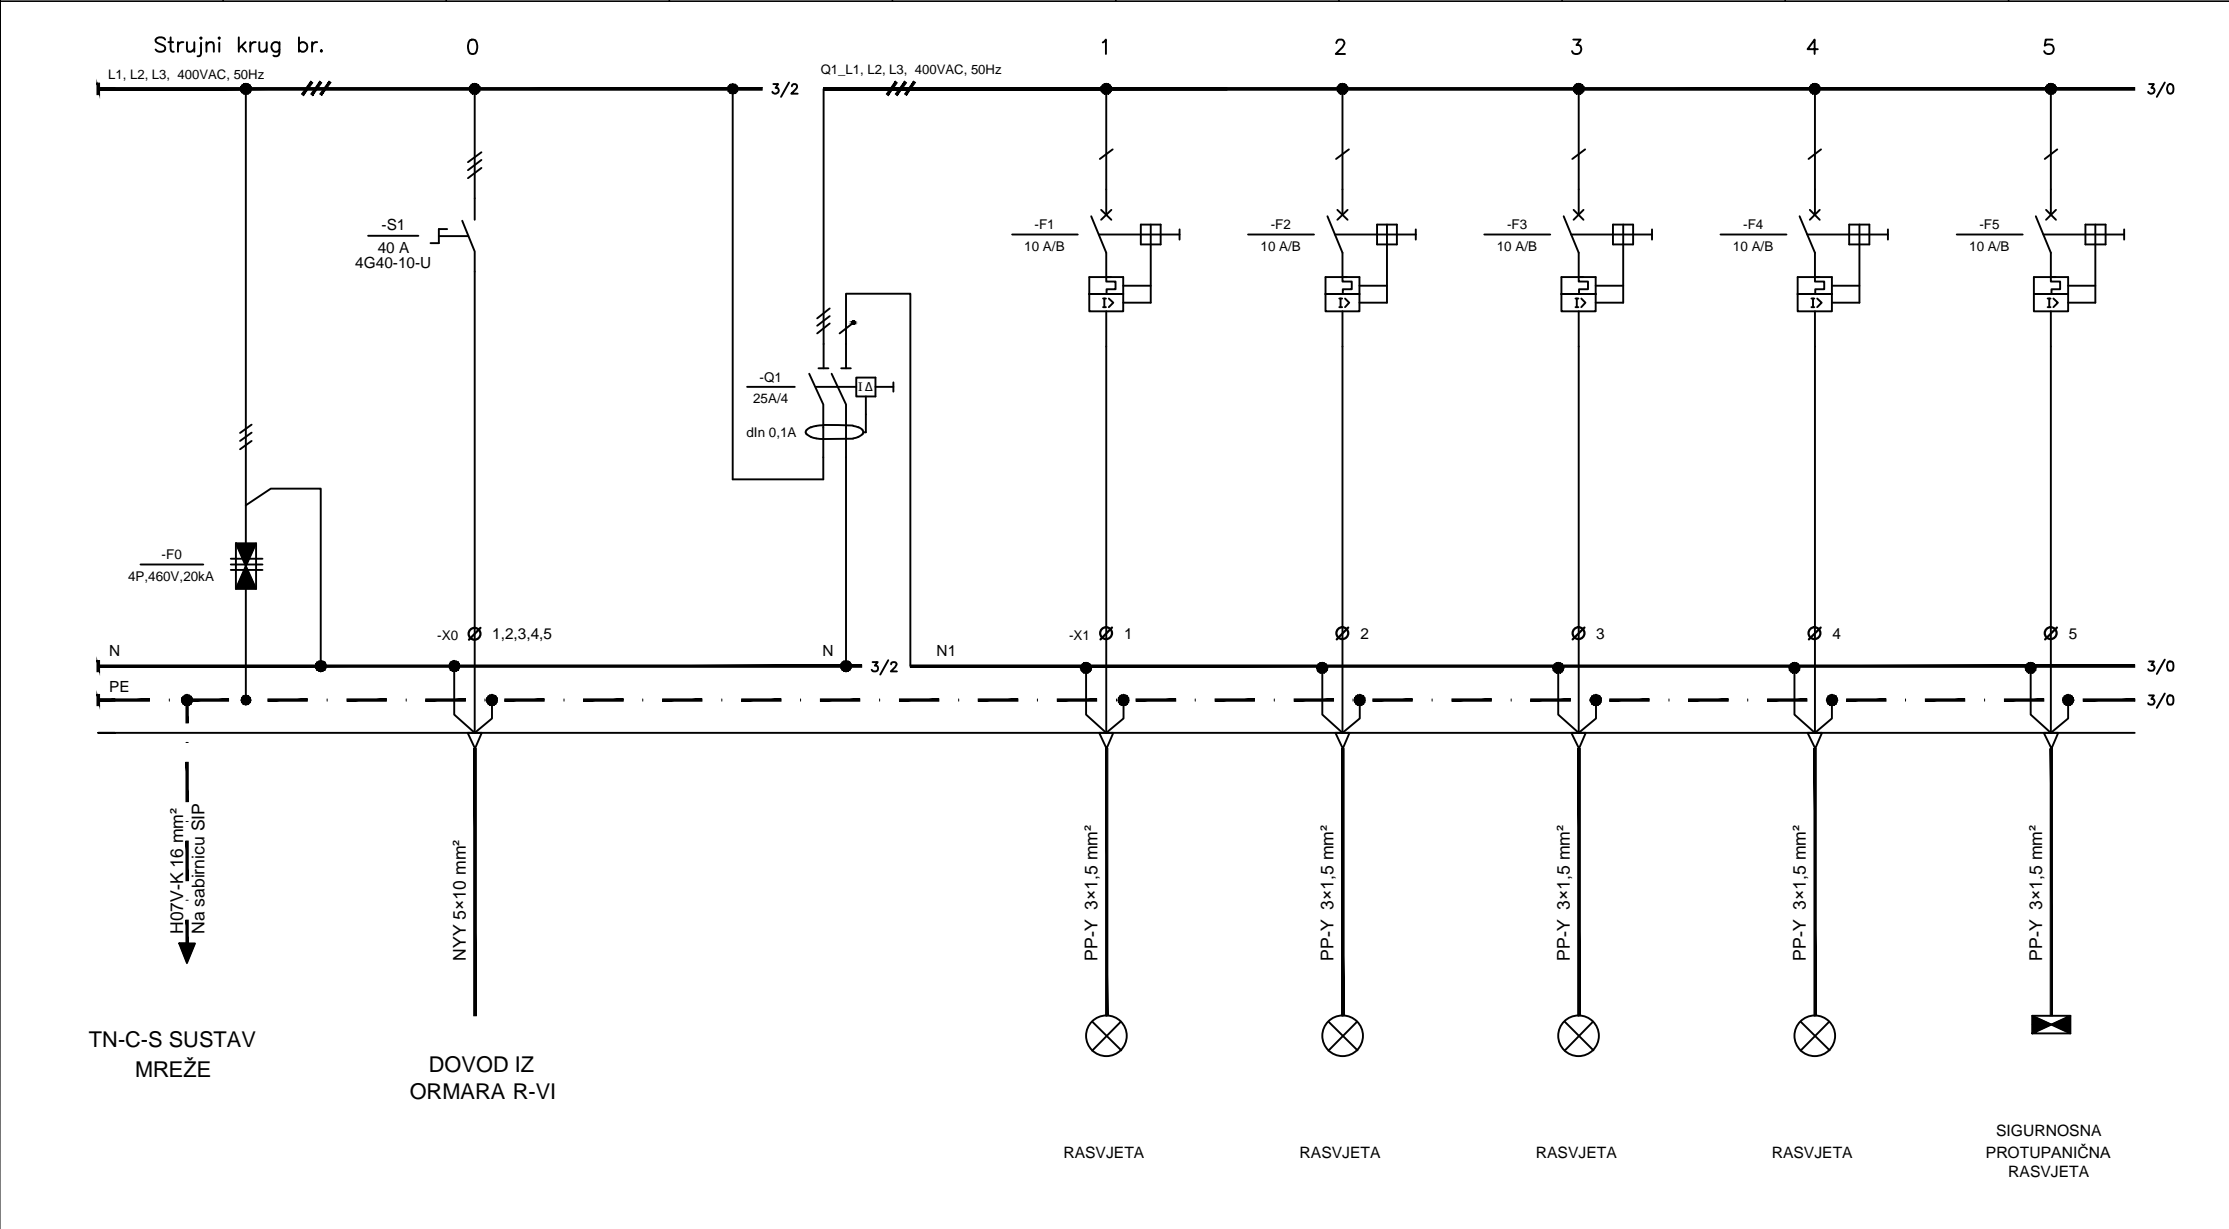 Strujni krug br.
0
1
2
3
4
5
L1, L2, L3, 400VAC, 50Hz
3/2
Q1_L1, L2, L3, 400VAC, 50Hz
3/0
-S1
40 A
4G40-10-U
-F1
10 A/B
I>
-F2
10 A/B
I>
-F3
10 A/B
I>
-F4
10 A/B
I>
-F5
10 A/B
I>
-Q1
25A/4
I Δ
dIn 0,1A
-F0
4P,460V,20kA
-X0
1,2,3,4,5
-X1
1
2
3
4
5
N
N
3/2
N1
3/0
PE
3/0
H07V-K 16 mm²
Na sabirnicu SIP
NYY 5×10 mm²
PP-Y 3×1,5 mm²
PP-Y 3×1,5 mm²
PP-Y 3×1,5 mm²
PP-Y 3×1,5 mm²
PP-Y 3×1,5 mm²
TN-C-S SUSTAV
MREŽE
DOVOD IZ
ORMARA R-VI
RASVJETA
RASVJETA
RASVJETA
RASVJETA
SIGURNOSNA
PROTUPANIČNA
RASVJETA